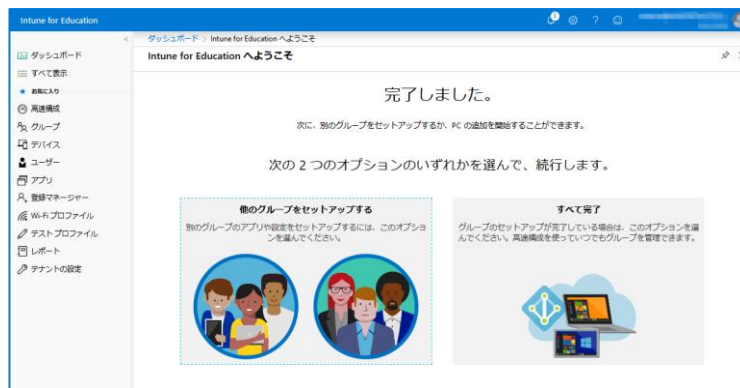 Intune for Education
ダッシュボード > Intune for Education へようこそ
Intune for Education へようこそ
ダッシュボード
すべて表示
お気に入り
高速構成
グループ
デバイス
ユーザー
アプリ
登録マネージャー
Wi-Fi プロファイル
テスト プロファイル
レポート
テナントの設定
完了しました。
次に、別のグループをセットアップするか、PC の追加を開始することができます。
次の 2 つのオプションのいずれかを選んで、続行します。
他のグループをセットアップする
別のグループのアプリや設定をセットアップするには、このオプショ
ンを選んでください。
すべて完了
グループのセットアップが完了している場合は、このオプションを選
んでください。高速構成を使っていつでもグループを管理できます。